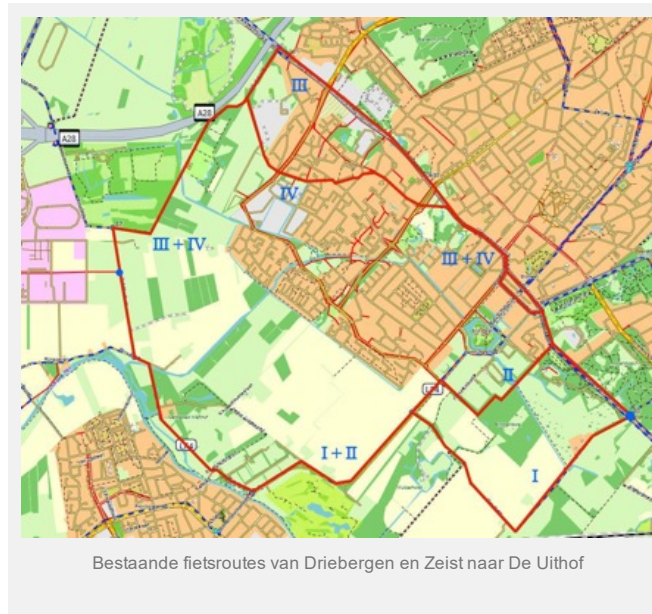 III
A28
A28
IV
III + IV
III + IV
II
LF4
I + II
I
Bestaande fietsroutes van Driebergen en Zeist naar De Uithof